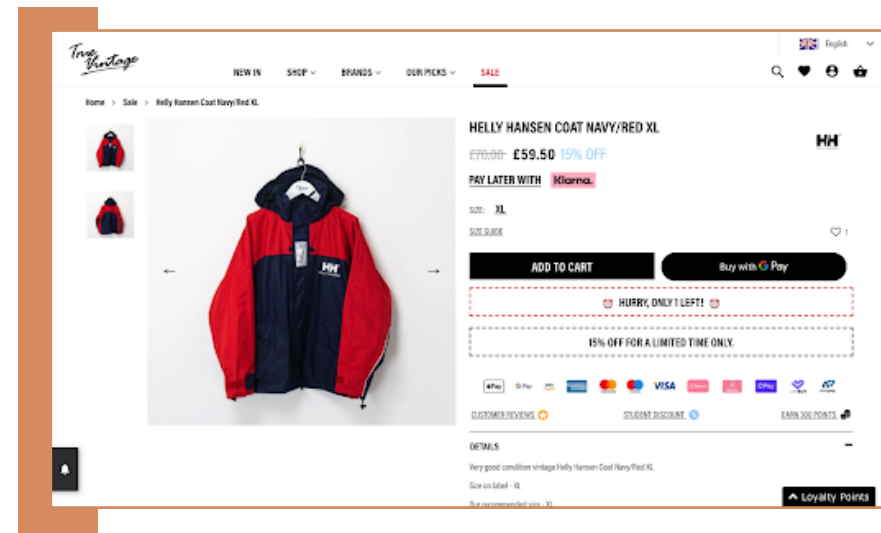 True
Vintage
English
NEW IN SHOP BRANDS OUR PICKS SALE
Home > Sale > Helly Hansen Coat Navy/Red XL
HELLY HANSEN COAT NAVY/RED XL
HH
£70.00 £59.50 15% OFF
PAY LATER WITH Klarna.
SIZE: XL
SIZE GUIDE
1
ADD TO CART
Buy with G Pay
HURRY, ONLY 1 LEFT!
15% OFF FOR A LIMITED TIME ONLY.
Pay G Pay VISA OPay
CUSTOMER REVIEWS STUDENT DISCOUNT EARN 300 POINTS
DETAILS
Very good condition vintage Helly Hansen Coat Navy/Red XL
Size on label - XL
Our recommended size - XL
Loyalty Points
HH